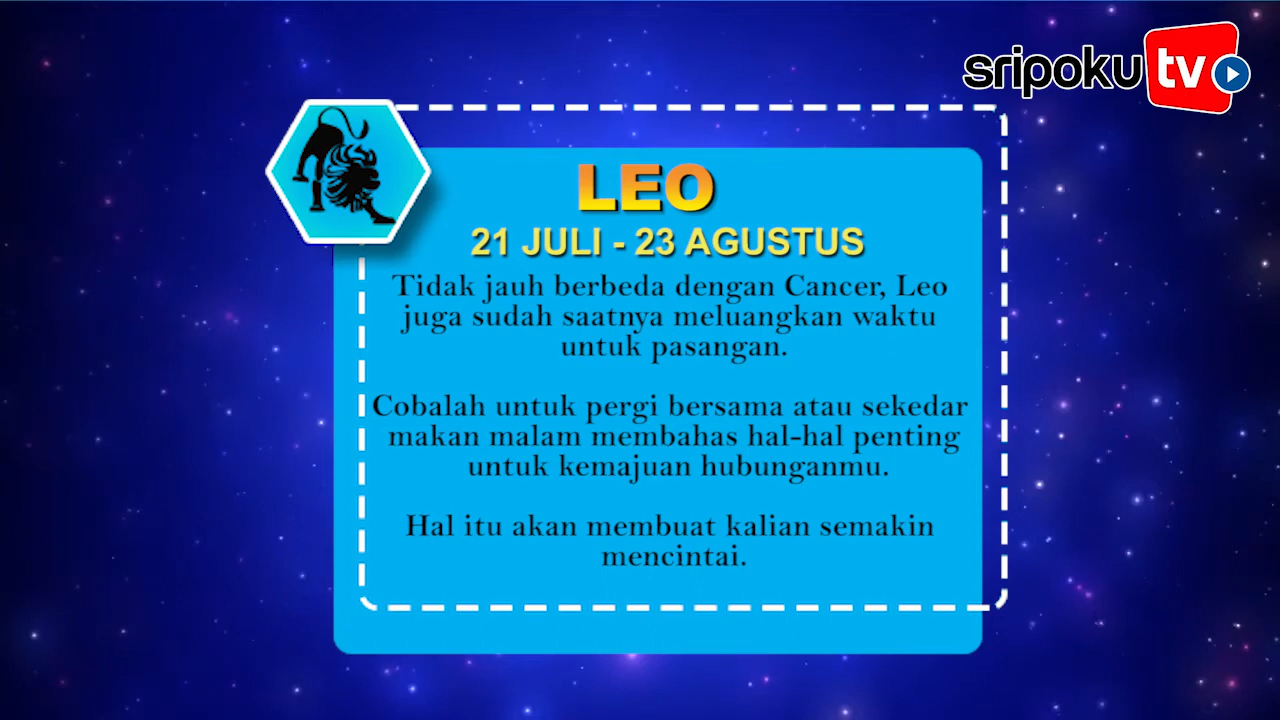 sripoku tv
LEO
21 JULI - 23 AGUSTUS
Tidak jauh berbeda dengan Cancer, Leo
juga sudah saatnya meluangkan waktu
untuk pasangan.
Cobalah untuk pergi bersama atau sekedar
makan malam membahas hal-hal penting
untuk kemajuan hubunganmu.
Hal itu akan membuat kalian semakin
mencintai.